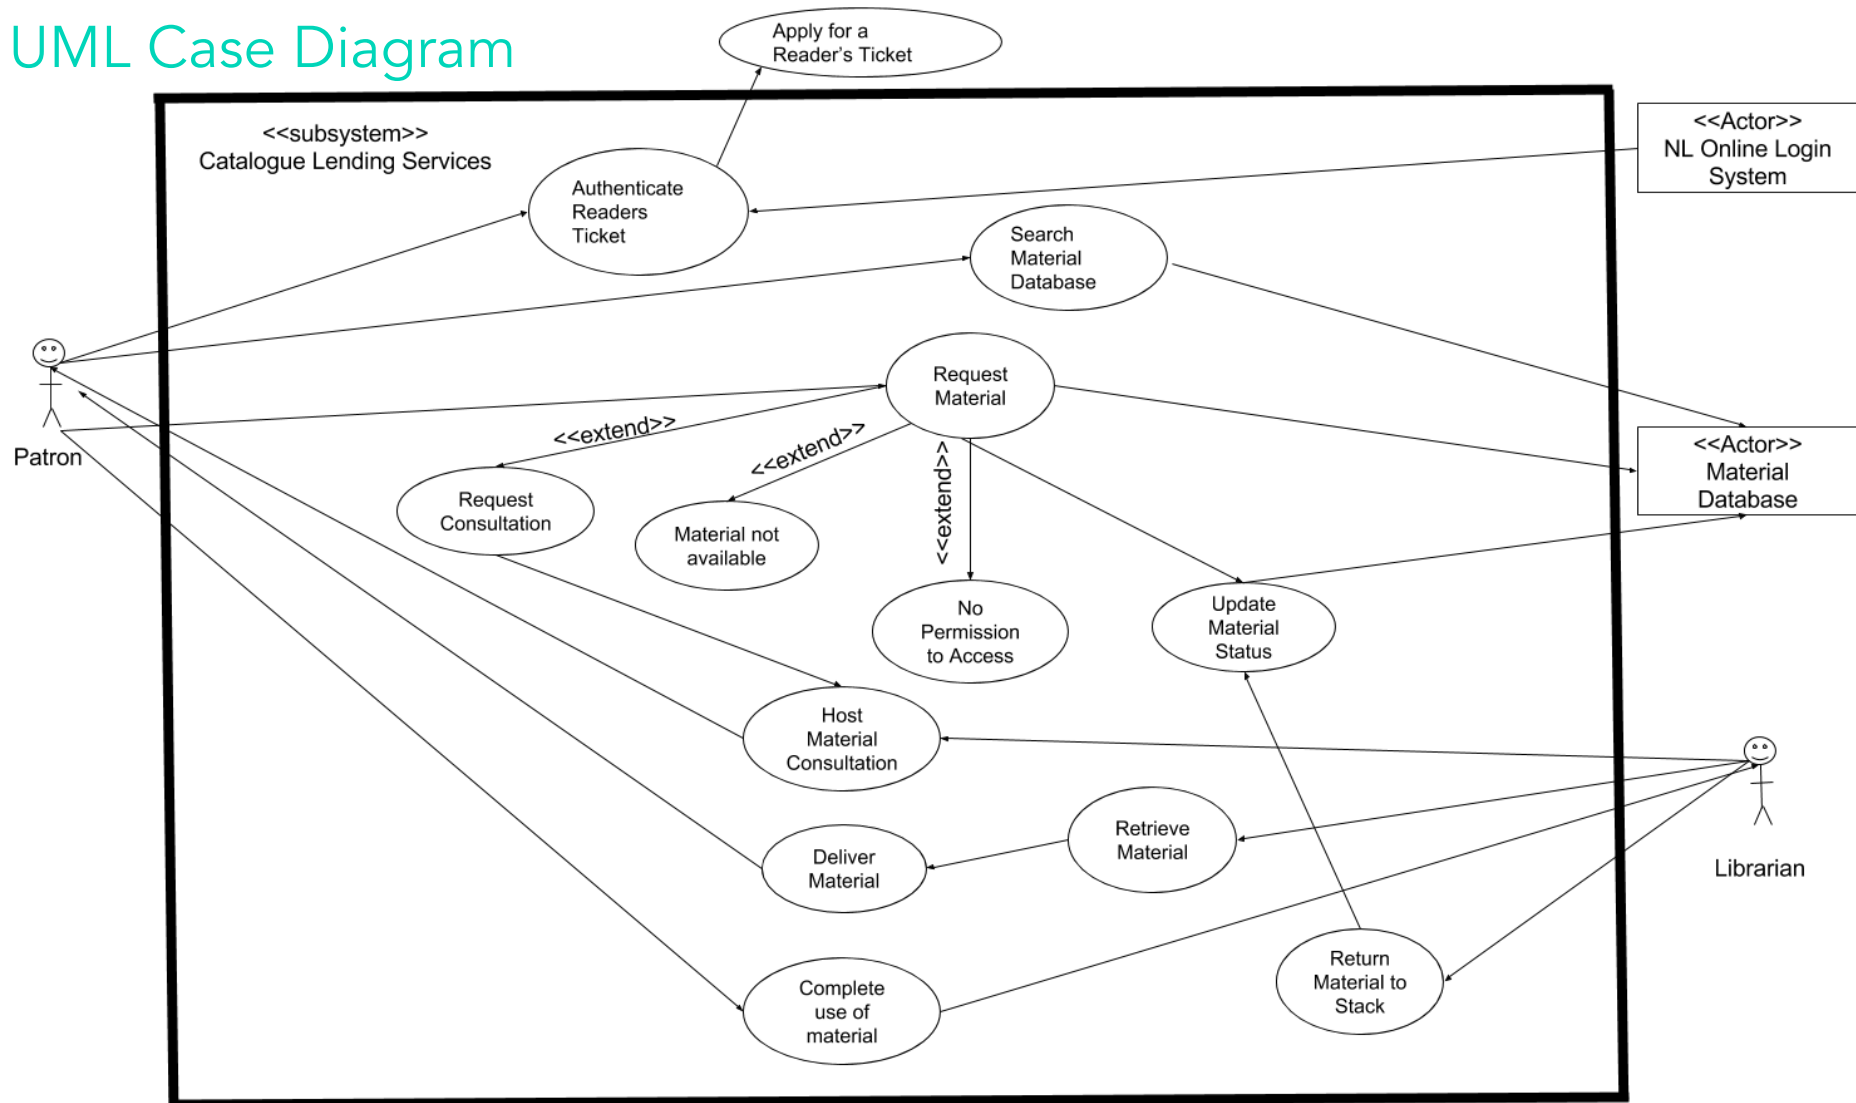 UML Case Diagram
Apply for a
Reader's Ticket
<<subsystem>>
Catalogue Lending Services
<<Actor>>
NL Online Login
System
Authenticate
Readers
Ticket
Search
Material
Database
Request
Material
Patron
<<extend>>
<<extend>>
<<extend>>
<<Actor>>
Material
Database
Request
Consultation
Material not
available
No
Permission
to Access
Update
Material
Status
Host
Material
Consultation
Retrieve
Material
Deliver
Material
Librarian
Return
Material to
Stack
Complete
use of
material